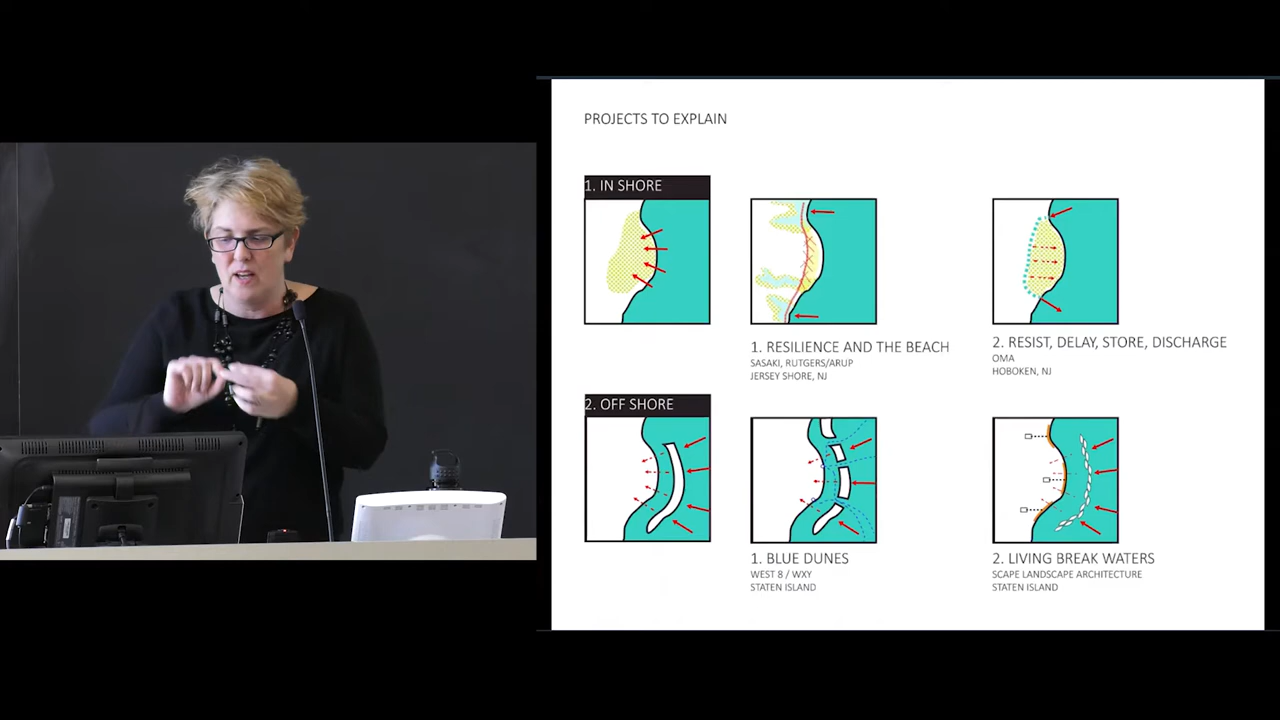 PROJECTS TO EXPLAIN
1. IN SHORE
1. RESILIENCE AND THE BEACH
SASAKI, RUTGERS/ARUP
JERSEY SHORE, NJ
2. RESIST, DELAY, STORE, DISCHARGE
OMA
HOBOKEN, NJ
2. OFF SHORE
1. BLUE DUNES
WEST 8 / WXY
STATEN ISLAND
2. LIVING BREAK WATERS
SCAPE LANDSCAPE ARCHITECTURE
STATEN ISLAND